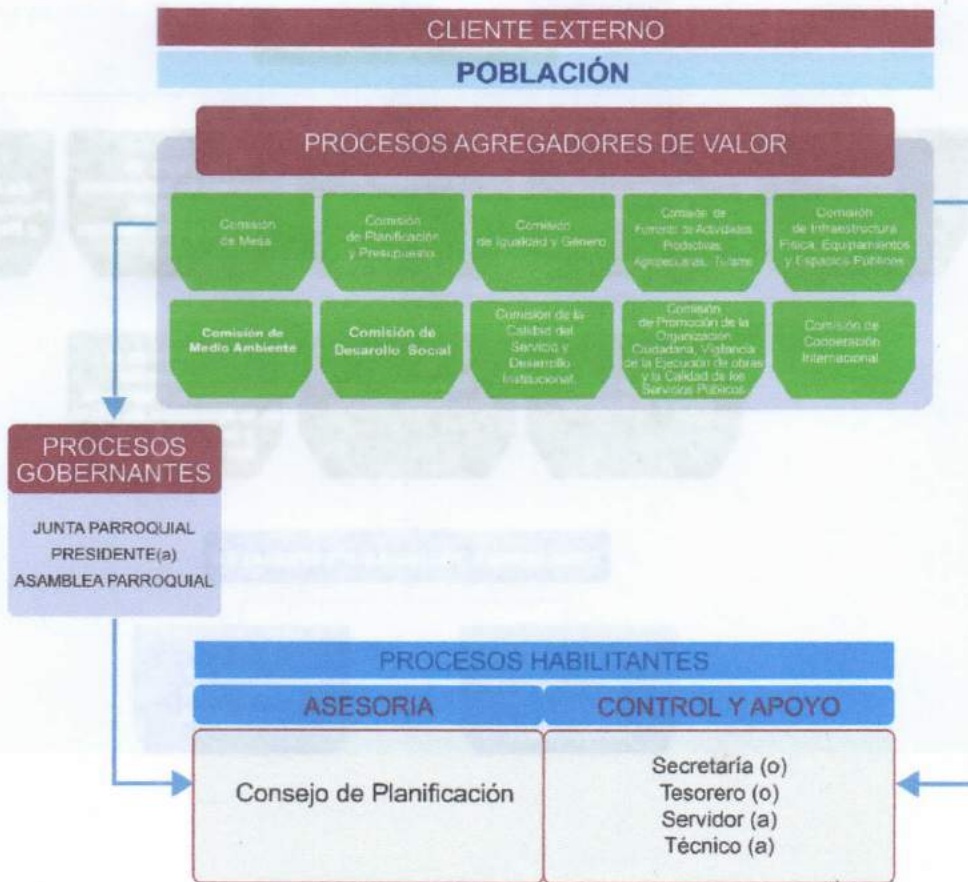 CLIENTE EXTERNO
POBLACIÓN
PROCESOS AGREGADORES DE VALOR
Comisión
de Mesa
Comisión
de Planificación
y Presupuesto
Comisión
de Igualdad y Género
Comisión de
Fomento de Actividades
Productivas,
Agropecuarias, Turismo
Comisión
de Infraestructura
Física, Equipamientos
y Espacios Públicos
Comisión de
Medio Ambiente
Comisión de
Desarollo Social
Comisión de la
Calidad del
Servicio y
Desarrollo
Institucional
Comisión
de Promoción de la
Organización
Ciudadana, Vigilancia
de la Ejecución de obras
y la Calidad de los
Servicios Públicos
Comisión de
Cooperación
Internacional
PROCESOS
GOBERNANTES
JUNTA PARROQUIAL
PRESIDENTE(a)
ASAMBLEA PARROQUIAL
PROCESOS HABILITANTES
ASESORIA
CONTROL Y APOYO
Consejo de Planificación
Secretaría (o)
Tesorero (o)
Servidor (a)
Técnico (a)